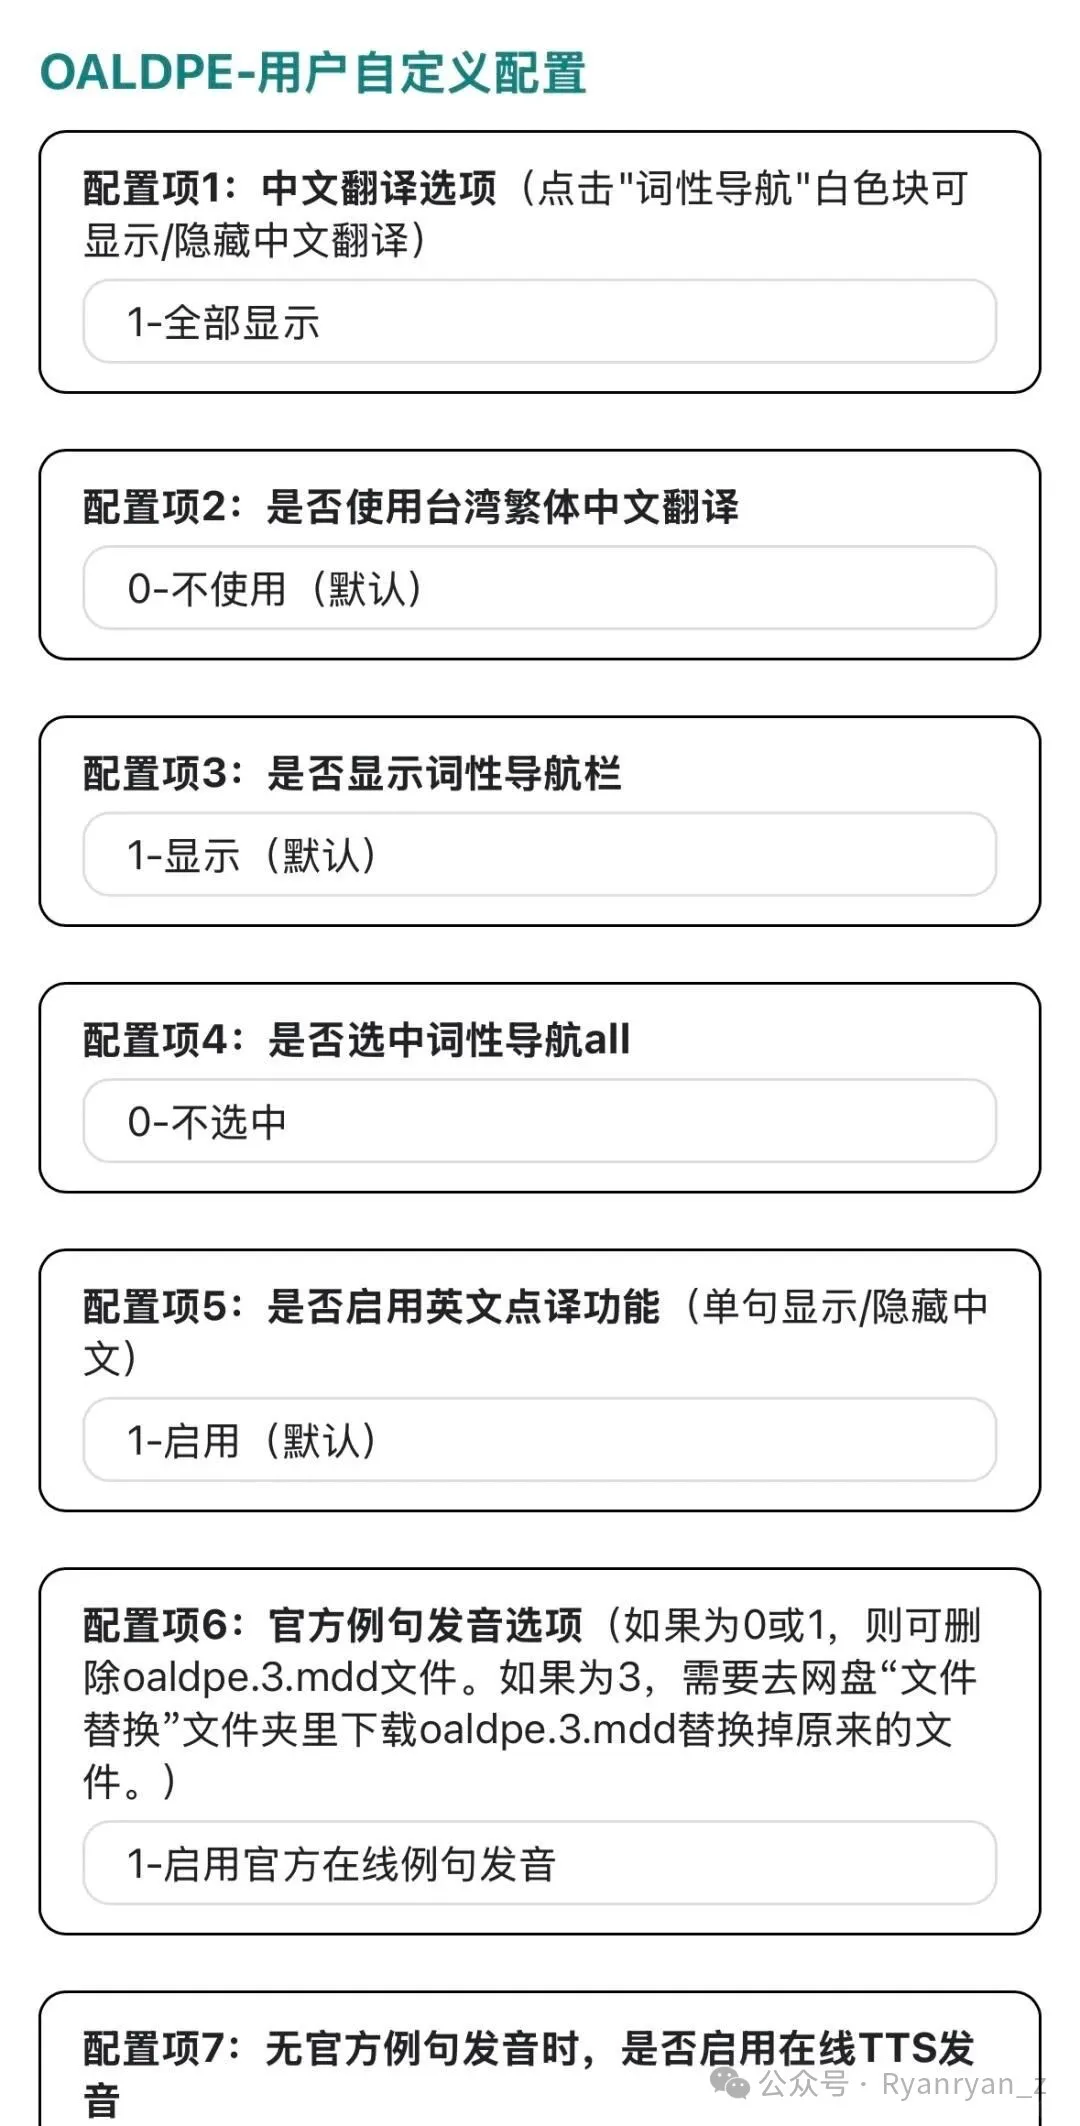 OALDPE-用户自定义配置
配置项1：中文翻译选项（点击"词性导航"白色块可
显示/隐藏中文翻译）
1-全部显示
配置项2：是否使用台湾繁体中文翻译
0-不使用（默认）
配置项3：是否显示词性导航栏
1-显示（默认）
配置项4：是否选中词性导航all
0-不选中
配置项5：是否启用英文点译功能（单句显示/隐藏中
文）
1-启用（默认）
配置项6：官方例句发音选项（如果为0或1，则可删
除oaldpe.3.mdd文件。如果为3，需要去网盘“文件
替换”文件夹里下载oaldpe.3.mdd替换掉原来的文
件。）
1-启用官方在线例句发音
配置项7：无官方例句发音时，是否启用在线TTS发
音
公众号 · Ryanryan_z